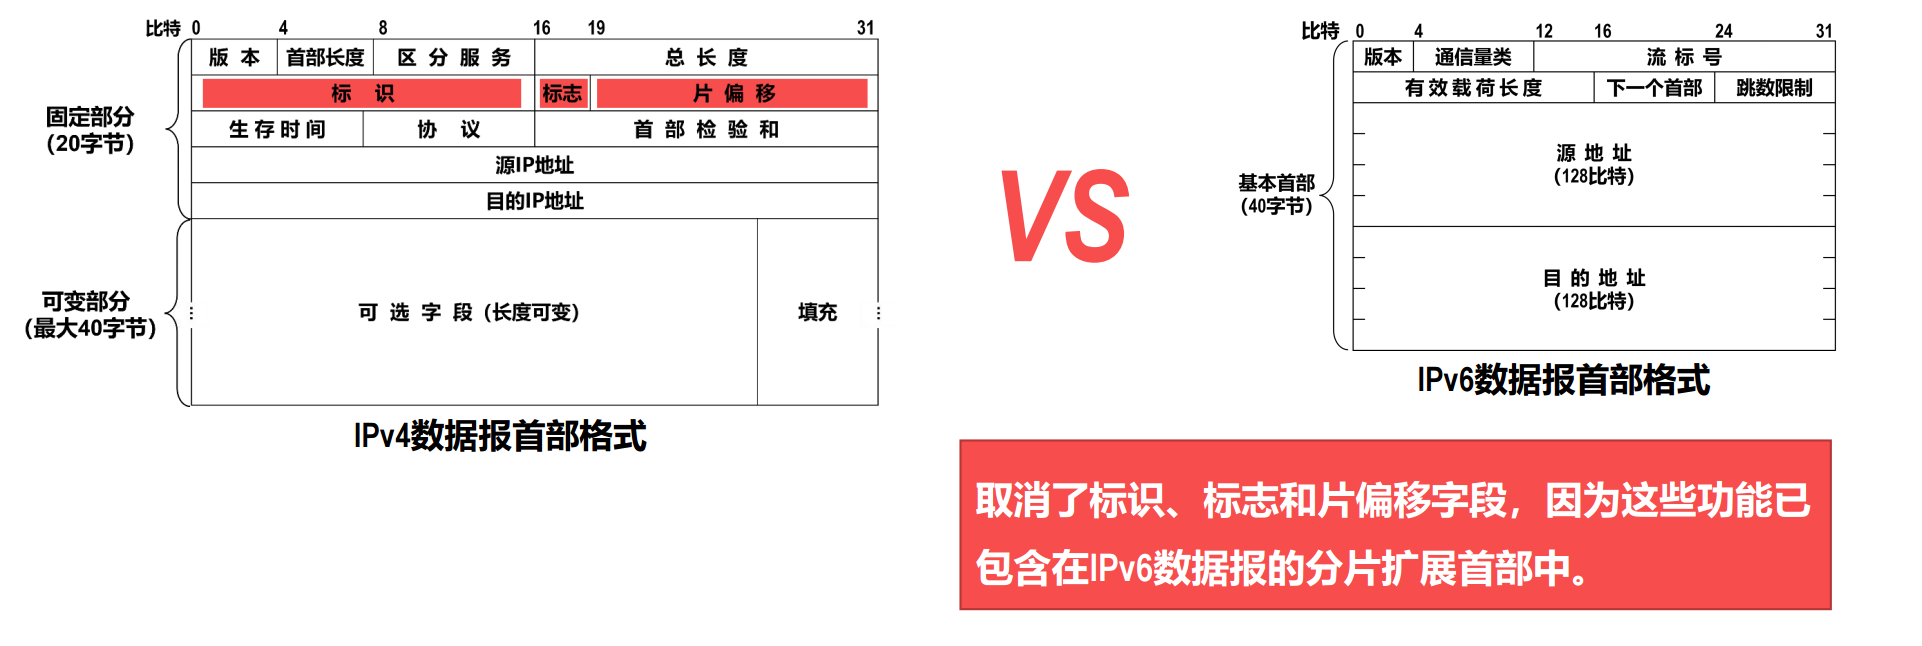 比特 0 4 8 16 19 31
版 本 首部长度 区 分 服 务 总 长 度
标 识 标志 片 偏 移
固定部分
(20字节)
生 存 时 间 协 议 首 部 检 验 和
源IP地址
目的IP地址
可变部分
(最大40字节)
可 选 字 段 (长度可变) 填充
IPv4数据报首部格式
VS
比特 0 4 12 16 24 31
版本 通信量类 流 标 号
有 效 载 荷 长 度 下一个首部 跳数限制
基本首部
(40字节)
源 地 址
(128比特)
目 的 地 址
(128比特)
IPv6数据报首部格式
取消了标识、标志和片偏移字段，因为这些功能已
包含在IPv6数据报的分片扩展首部中。